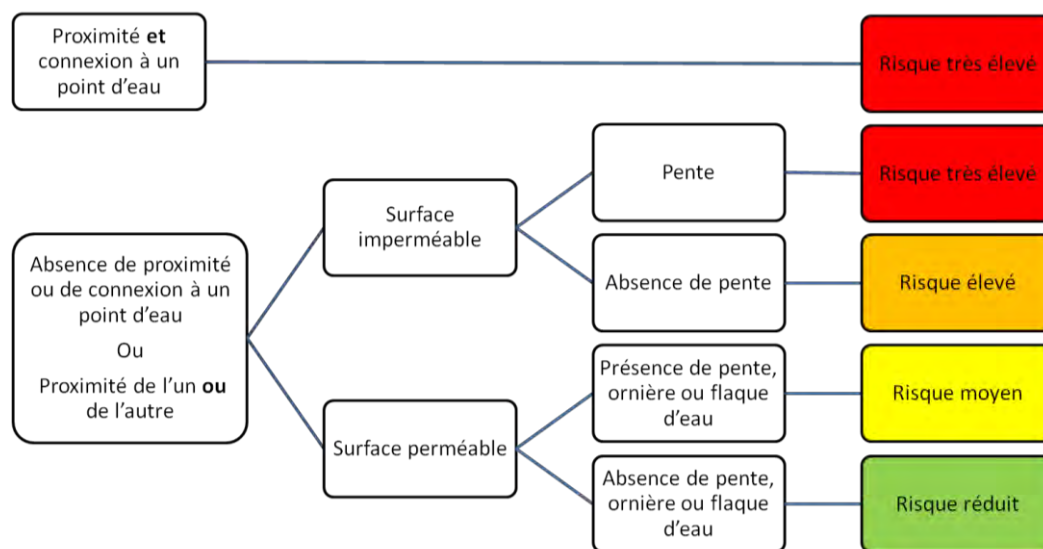 Proximité et
connexion à un
point d'eau
Risque très élevé
Pente
Risque très élevé
Surface
imperméable
Absence de proximité
ou de connexion à un
point d'eau
Ou
Proximité de l'un ou
de l'autre
Absence de pente
Risque élevé
Présence de pente,
ornière ou flaque
d'eau
Risque moyen
Surface perméable
Absence de pente,
ornière ou flaque
d'eau
Risque réduit